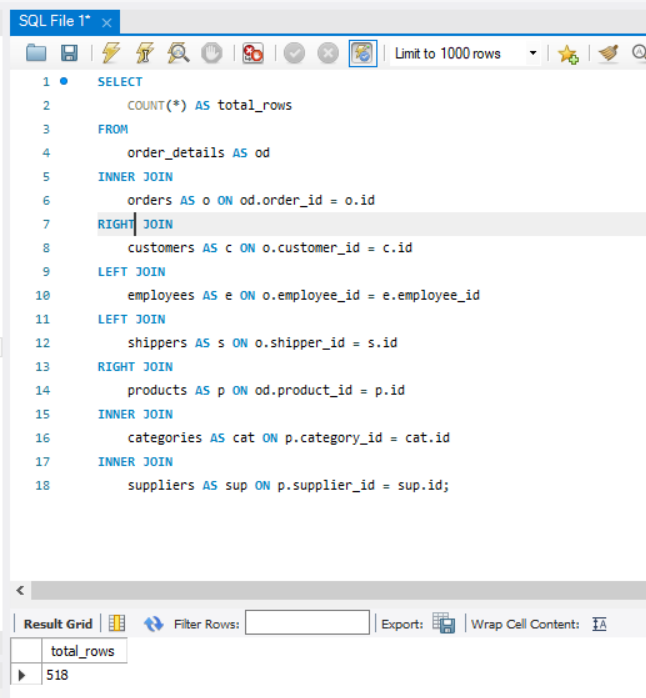 SQL File 1*
Limit to 1000 rows
1 SELECT
2 COUNT(*) AS total_rows
3 FROM
4 order_details AS od
5 INNER JOIN
6 orders AS o ON od.order_id = o.id
7 RIGHT JOIN
8 customers AS c ON o.customer_id = c.id
9 LEFT JOIN
10 employees AS e ON o.employee_id = e.employee_id
11 LEFT JOIN
12 shippers AS s ON o.shipper_id = s.id
13 RIGHT JOIN
14 products AS p ON od.product_id = p.id
15 INNER JOIN
16 categories AS cat ON p.category_id = cat.id
17 INNER JOIN
18 suppliers AS sup ON p.supplier_id = sup.id;
Result Grid Filter Rows: Export: Wrap Cell Content: IA
total_rows
518